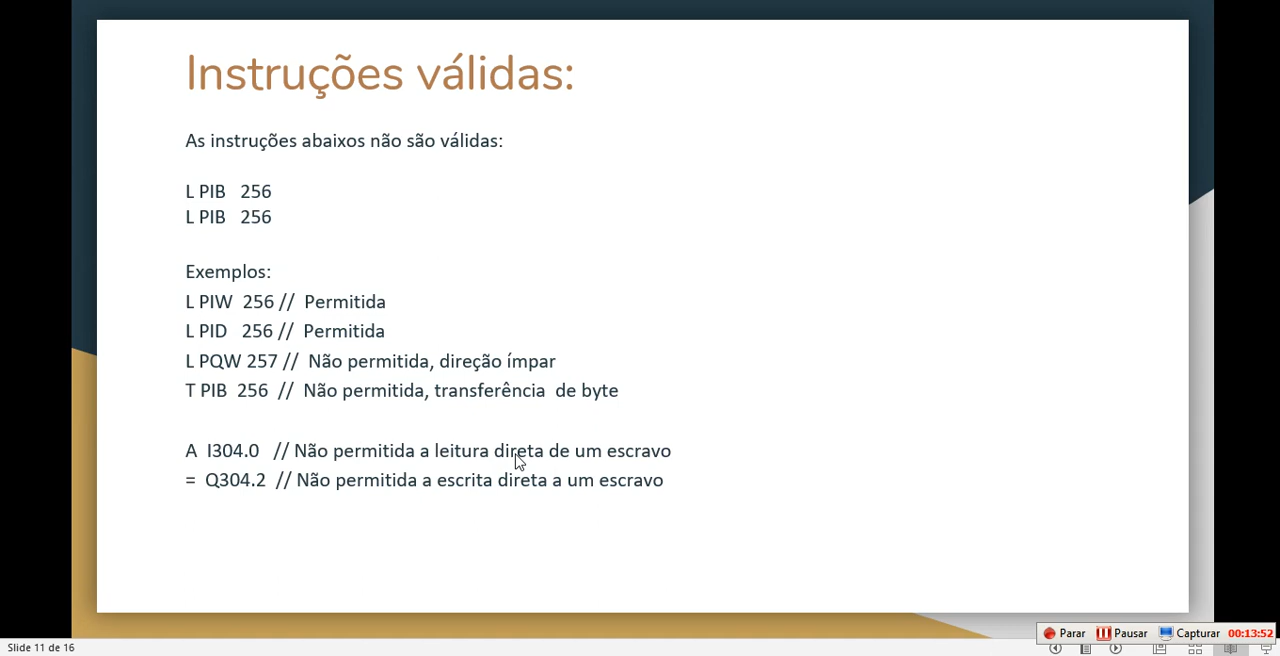 Instruções válidas:
As instruções abaixos não são válidas:
L PIB 256
L PIB 256
Exemplos:
L PIW 256 // Permitida
L PID 256 // Permitida
L PQW 257 // Não permitida, direção ímpar
T PIB 256 // Não permitida, transferência de byte
A I304.0 // Não permitida a leitura direta de um escravo
= Q304.2 // Não permitida a escrita direta a um escravo
Parar Pausar Capturar 00:13:52
Slide 11 de 16